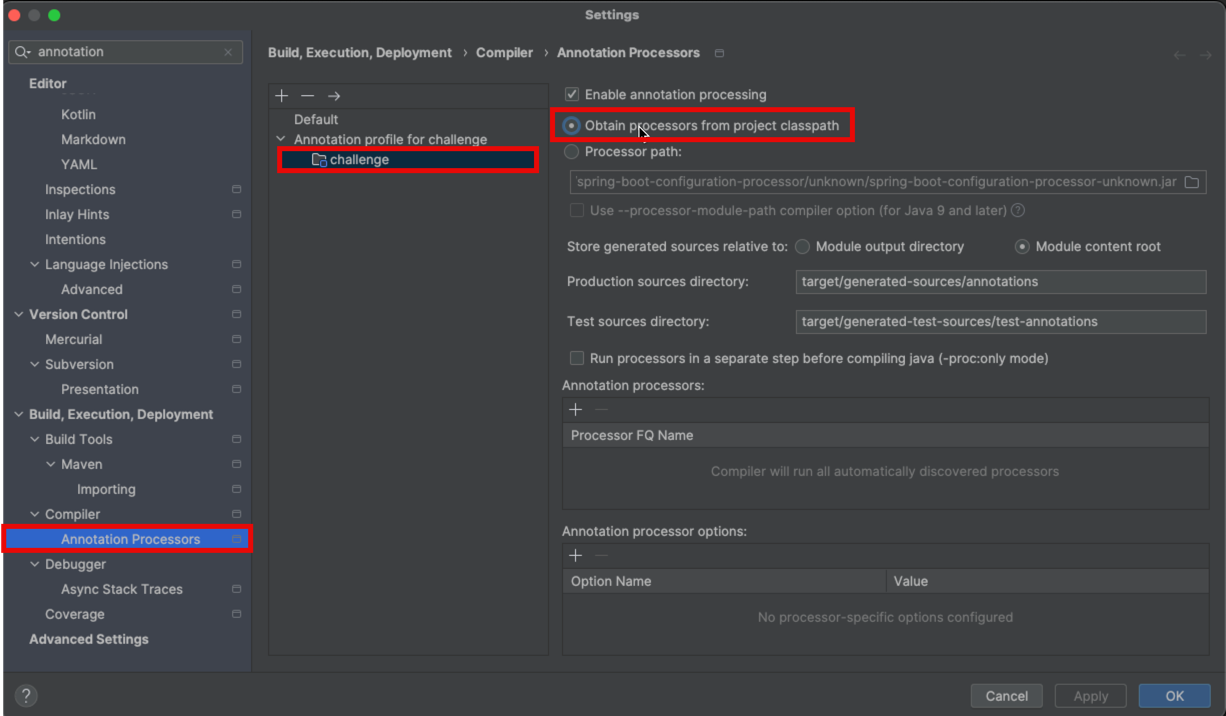 Settings
annotation
Editor
Kotlin
Markdown
YAML
Inspections
Inlay Hints
Intentions
Language Injections
Advanced
Version Control
Mercurial
Subversion
Presentation
Build, Execution, Deployment
Build Tools
Maven
Importing
Compiler
Annotation Processors
Debugger
Async Stack Traces
Coverage
Advanced Settings
?
Build, Execution, Deployment › Compiler › Annotation Processors
Default
Annotation profile for challenge
challenge
Enable annotation processing
Obtain processors from project classpath
Processor path:
spring-boot-configuration-processor/unknown/spring-boot-configuration-processor-unknown.jar
Use --processor-module-path compiler option (for Java 9 and later) ?
Store generated sources relative to: Module output directory Module content root
Production sources directory: target/generated-sources/annotations
Test sources directory: target/generated-test-sources/test-annotations
Run processors in a separate step before compiling java (-proc:only mode)
Annotation processors:
Processor FQ Name
Compiler will run all automatically discovered processors
Annotation processor options:
Option Name Value
No processor-specific options configured
Cancel Apply OK